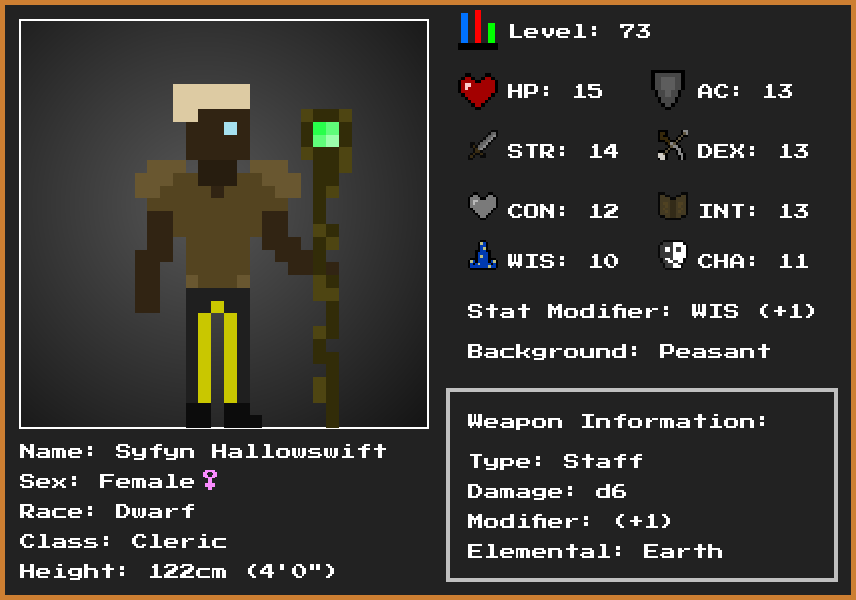 Level: 73
HP: 15
AC: 13
STR: 14
DEX: 13
CON: 12
INT: 13
WIS: 10
CHA: 11
Stat Modifier: WIS (+1)
Background: Peasant
Weapon Information:
Type: Staff
Damage: d6
Modifier: (+1)
Elemental: Earth
Name: Syfyn Hallowswift
Sex: Female♀
Race: Dwarf
Class: Cleric
Height: 122cm (4'0")